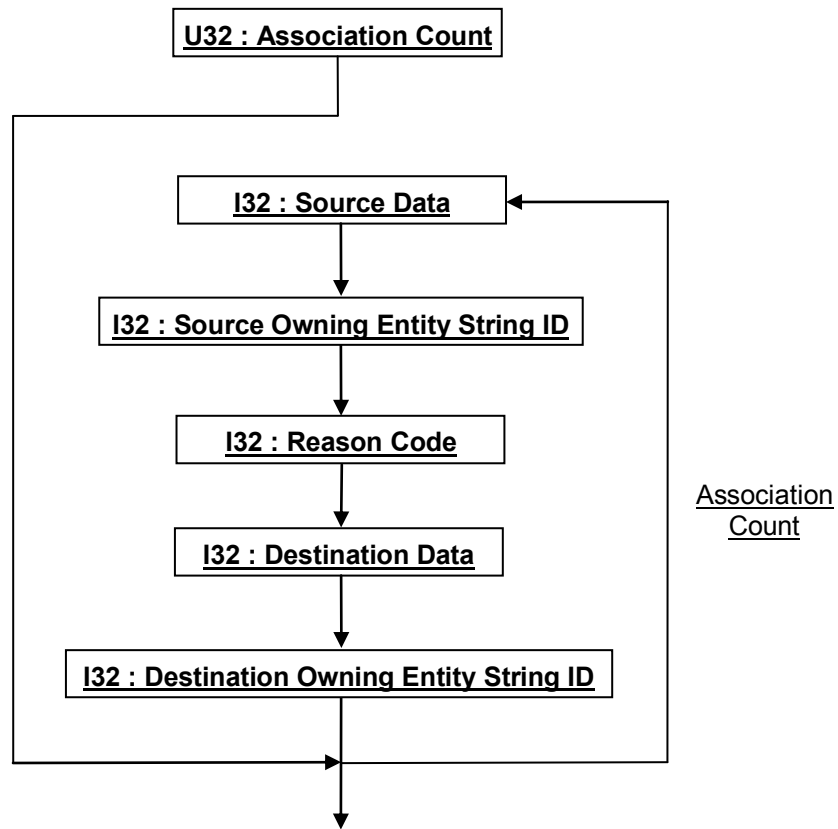 U32 : Association Count
I32 : Source Data
I32 : Source Owning Entity String ID
I32 : Reason Code
Association
Count
I32 : Destination Data
I32 : Destination Owning Entity String ID